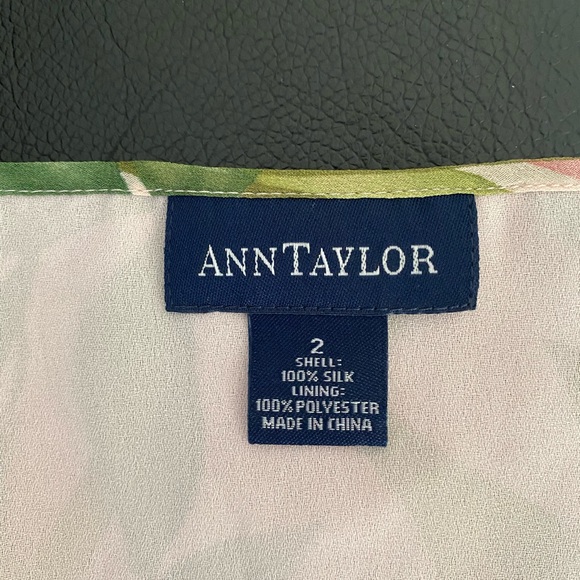 ANNTAYLOR
2
SHELL:
100% SILK
LINING:
100% POLYESTER
MADE IN CHINA